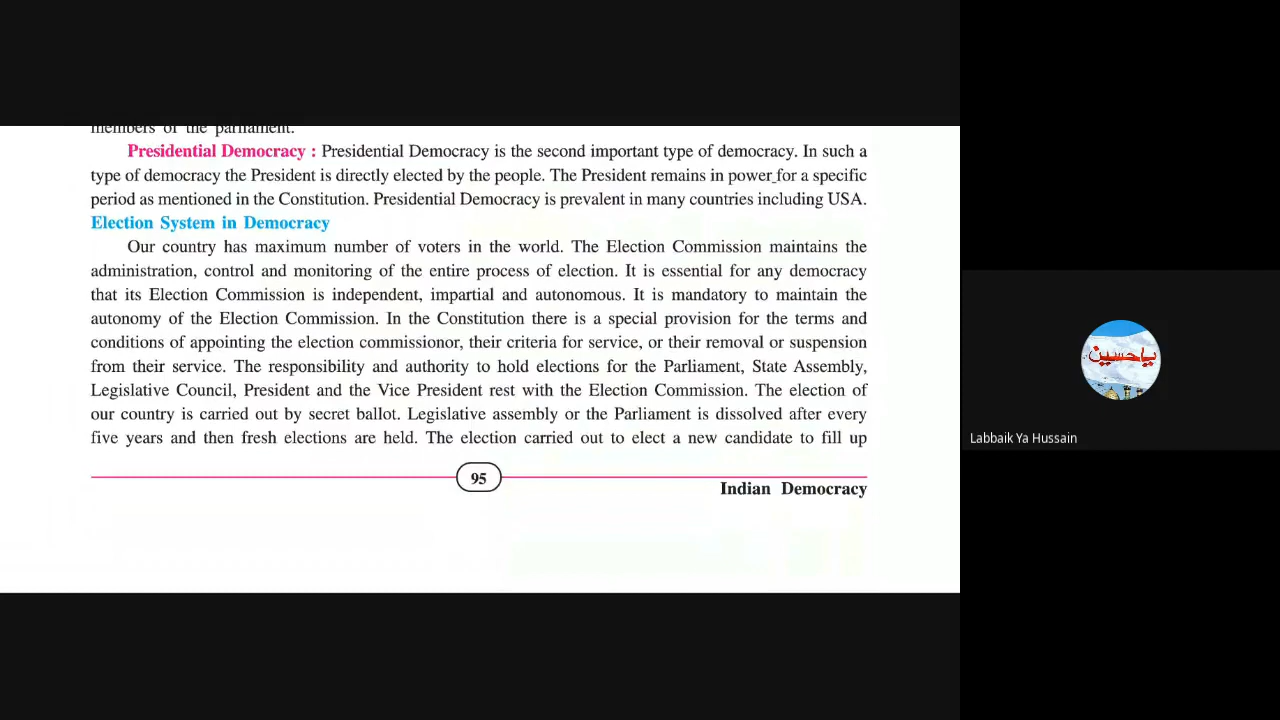 members of the parliament.
Presidential Democracy : Presidential Democracy is the second important type of democracy. In such a
type of democracy the President is directly elected by the people. The President remains in power for a specific
period as mentioned in the Constitution. Presidential Democracy is prevalent in many countries including USA.
Election System in Democracy
Our country has maximum number of voters in the world. The Election Commission maintains the
administration, control and monitoring of the entire process of election. It is essential for any democracy
that its Election Commission is independent, impartial and autonomous. It is mandatory to maintain the
autonomy of the Election Commission. In the Constitution there is a special provision for the terms and
conditions of appointing the election commissionor, their criteria for service, or their removal or suspension
from their service. The responsibility and authority to hold elections for the Parliament, State Assembly,
Legislative Council, President and the Vice President rest with the Election Commission. The election of
our country is carried out by secret ballot. Legislative assembly or the Parliament is dissolved after every
five years and then fresh elections are held. The election carried out to elect a new candidate to fill up
95
Indian Democracy
ياحسين
Labbaik Ya Hussain